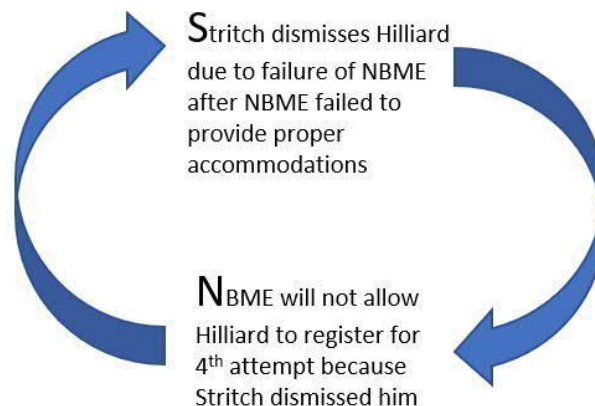 Stritch dismisses Hilliard
due to failure of NBME
after NBME failed to
provide proper
accommodations
NBME will not allow
Hilliard to register for
4th attempt because
Stritch dismissed him